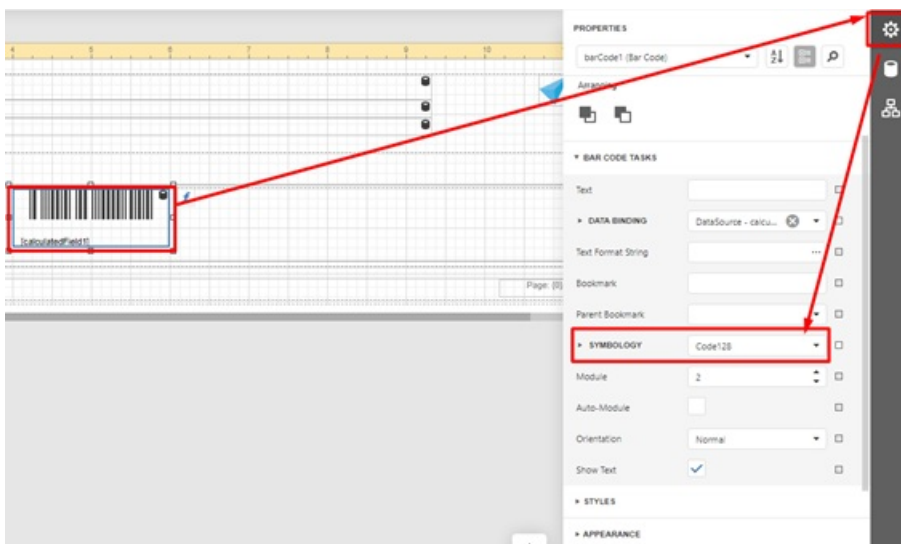 PROPERTIES
4 5 6 7 8 9 10
barCode1 (Bar Code)
Arranging
BAR CODE TASKS
Text
DATA BINDING DataSource - calcu...
[calculatedField1]
Text Format String ...
Page: {0}
Bookmark
Parent Bookmark
SYMBOLOGY Code128
Module 2
Auto-Module
Orientation Normal
Show Text
STYLES
APPEARANCE